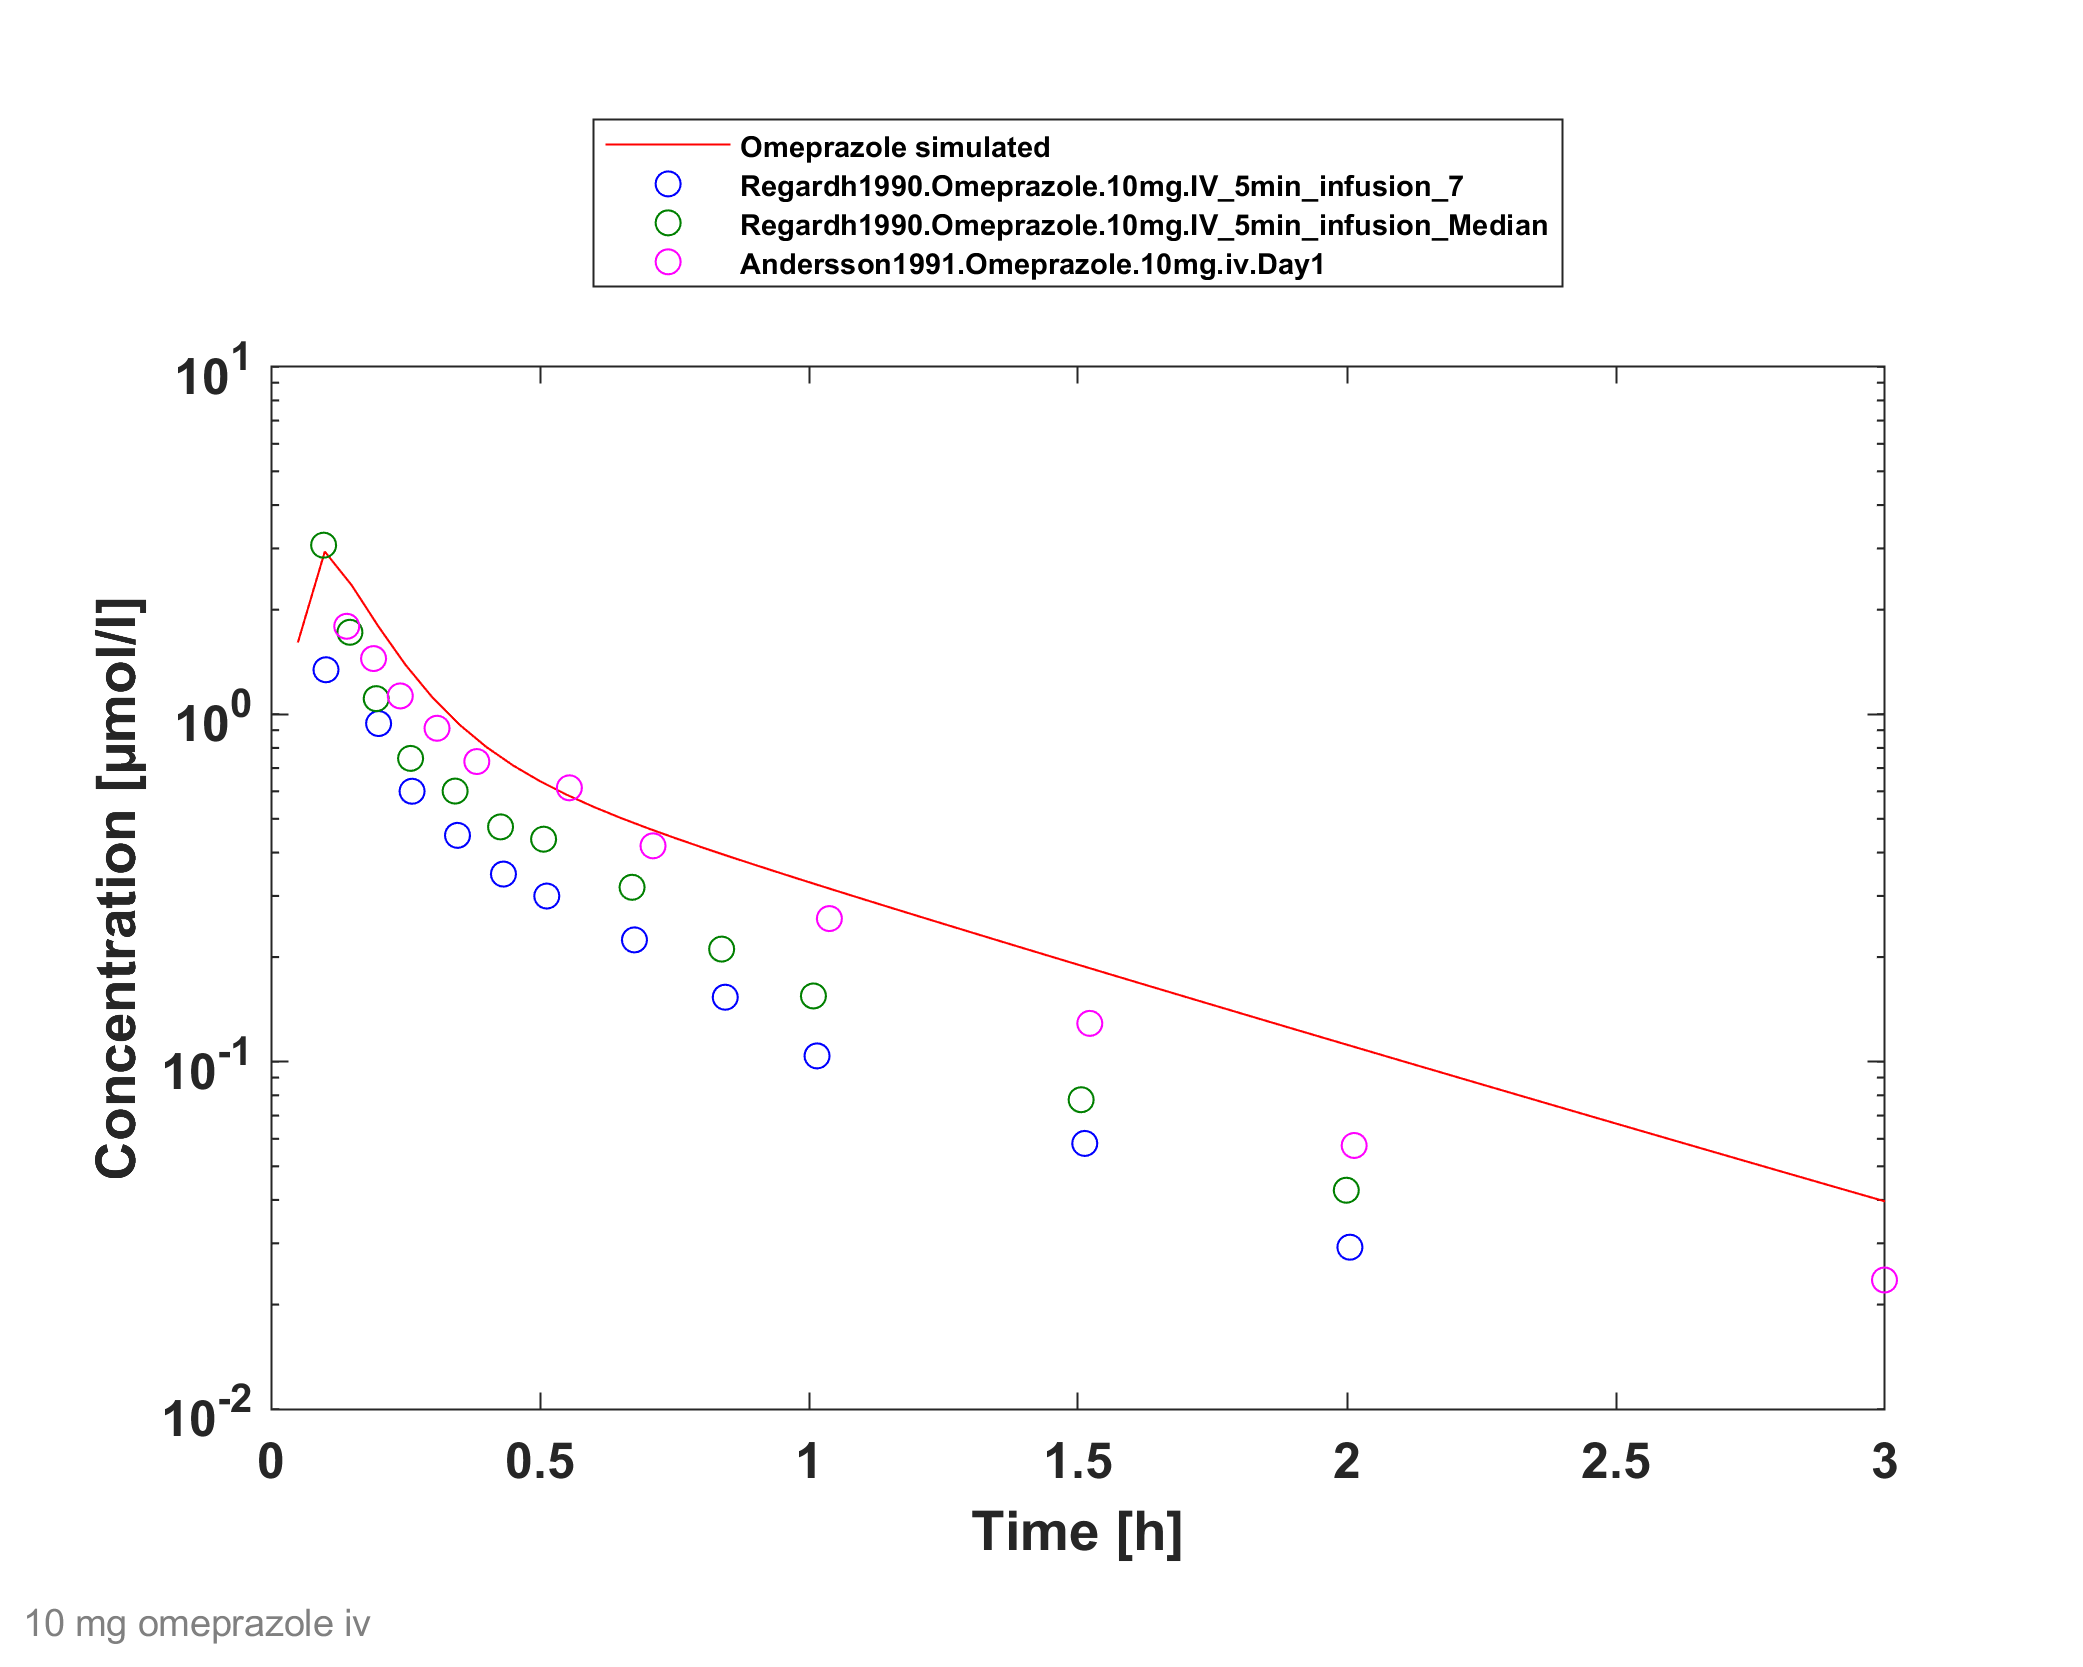 Omeprazole simulated
Regardh1990.Omeprazole.10mg.IV_5min_infusion_7
Regardh1990.Omeprazole.10mg.IV_5min_infusion_Median
Andersson1991.Omeprazole.10mg.iv.Day1
10^1
10^0
10^-1
10^-2
Concentration [µmol/l]
0 0.5 1 1.5 2 2.5 3
Time [h]
10 mg omeprazole iv